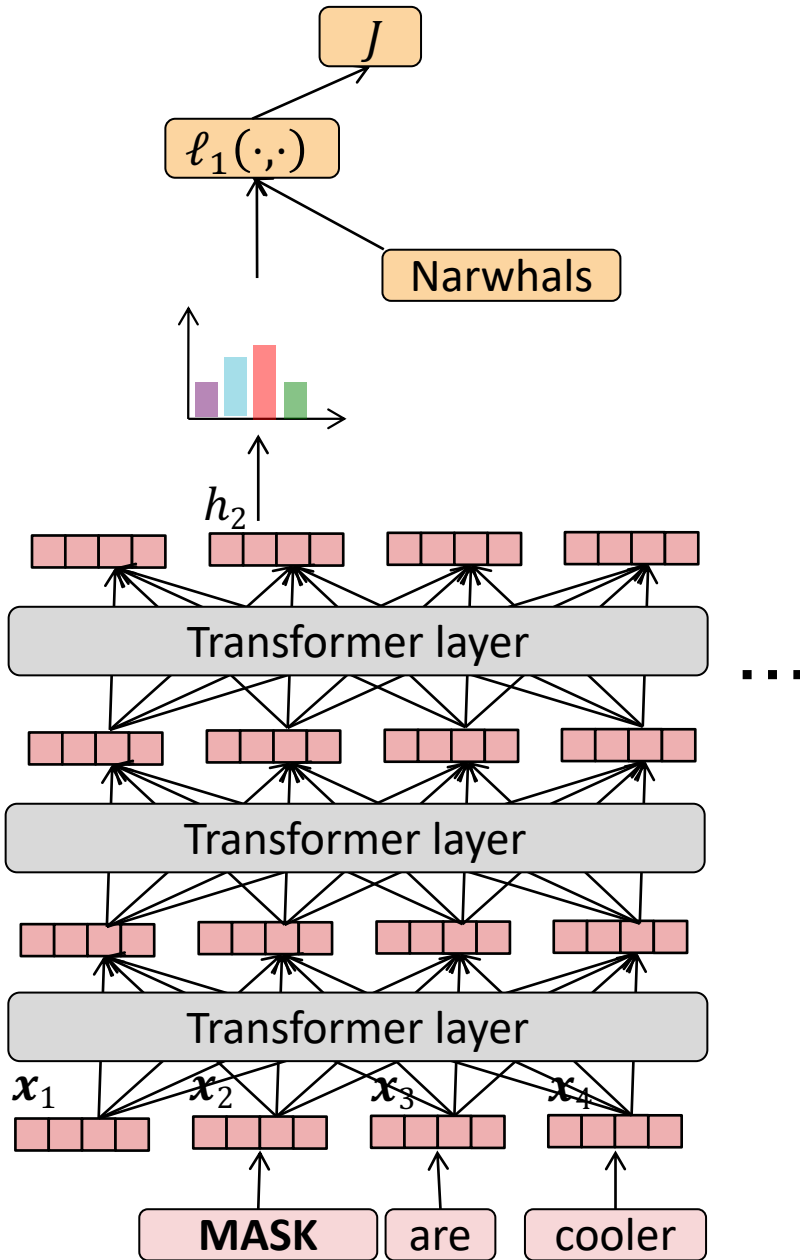 J
ℓ₁(·,·)
Narwhals
h₂
Transformer layer
...
Transformer layer
Transformer layer
x₁ x₂ x₃ x₄
MASK are cooler